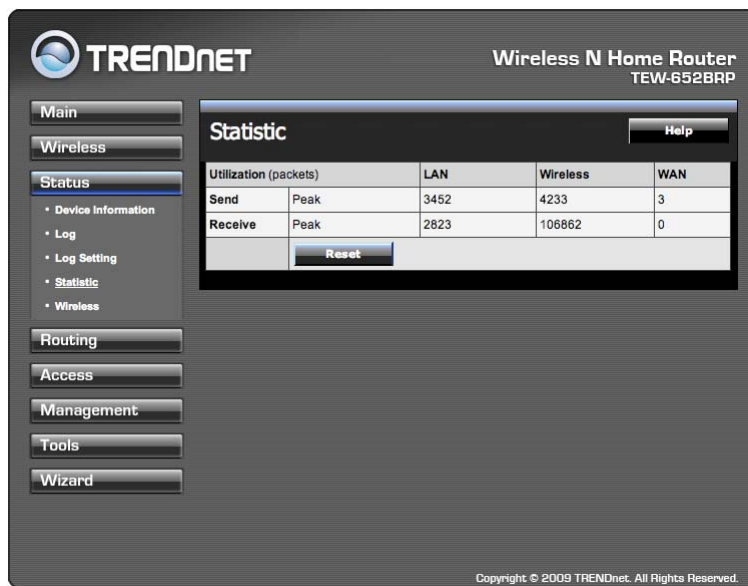 TRENDNET
Wireless N Home Router
TEW-652BRP
Main
Wireless
Status
• Device Information
• Log
• Log Setting
• Statistic
• Wireless
Routing
Access
Management
Tools
Wizard
Statistic
Help
Utilization (packets) LAN Wireless WAN
Send Peak 3452 4233 3
Receive Peak 2823 106862 0
Reset
Copyright © 2009 TRENDnet. All Rights Reserved.